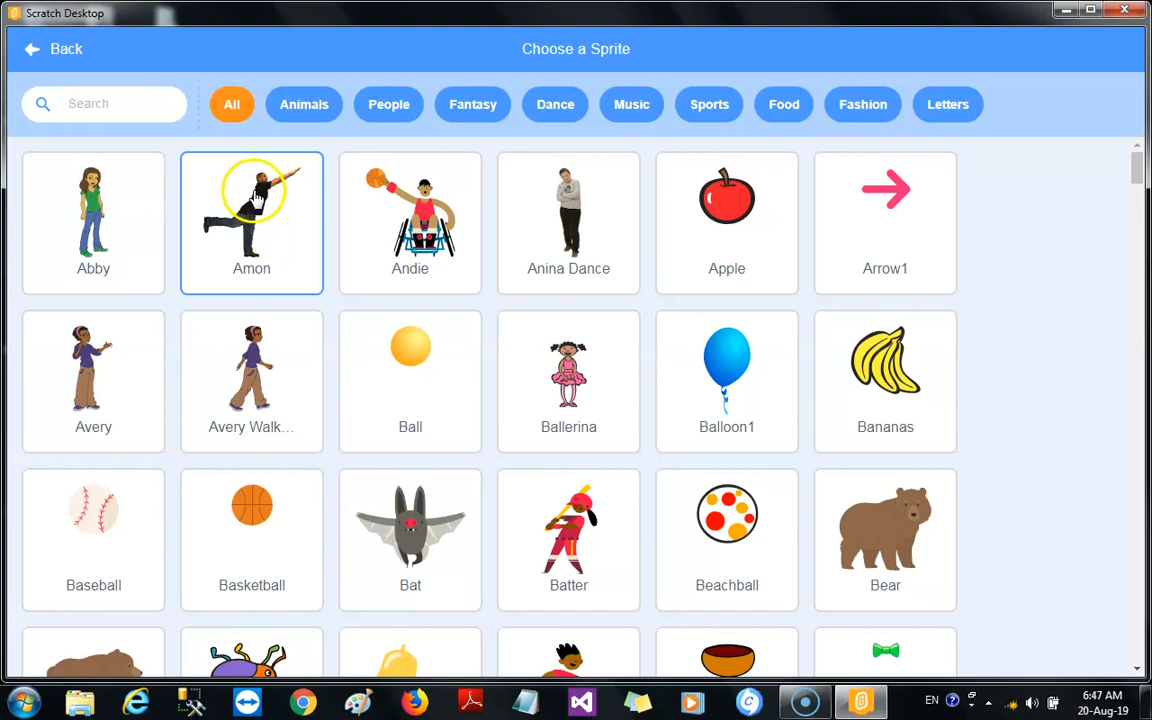 Scratch Desktop
Back
Choose a Sprite
Search
All
Animals
People
Fantasy
Dance
Music
Sports
Food
Fashion
Letters
Abby
Amon
Andie
Anina Dance
Apple
Arrow1
Avery
Avery Walk...
Ball
Ballerina
Balloon1
Bananas
Baseball
Basketball
Bat
Batter
Beachball
Bear
EN
6:47 AM
20-Aug-19